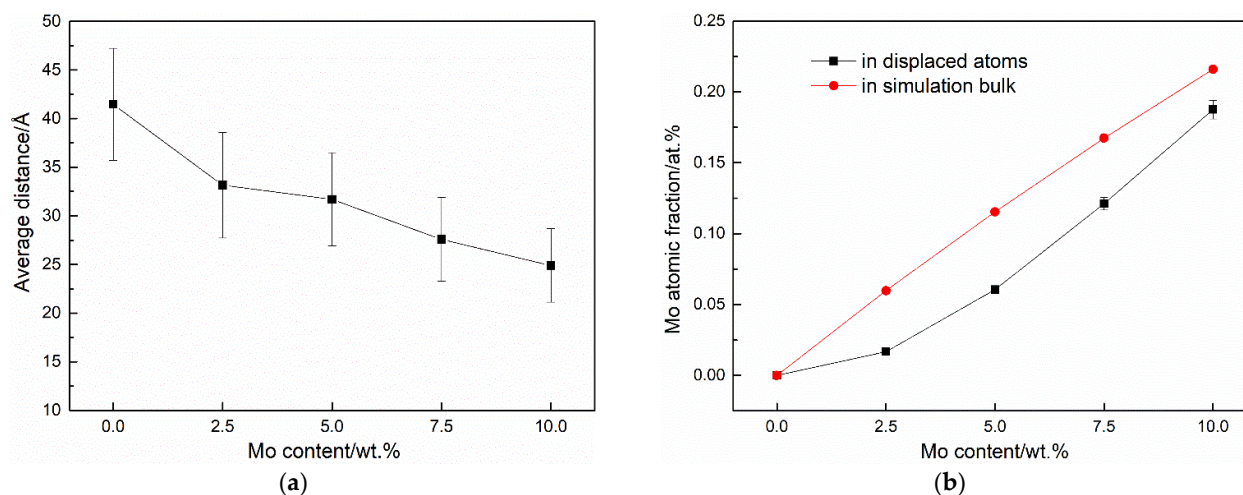 50
45
40
35
30
25
20
15
10
Average distance/Å
0.0 2.5 5.0 7.5 10.0
Mo content/wt.%
(a)
0.25
0.20
0.15
0.10
0.05
0.00
Mo atomic fraction/at.%
in displaced atoms
in simulation bulk
0.0 2.5 5.0 7.5 10.0
Mo content/wt.%
(b)